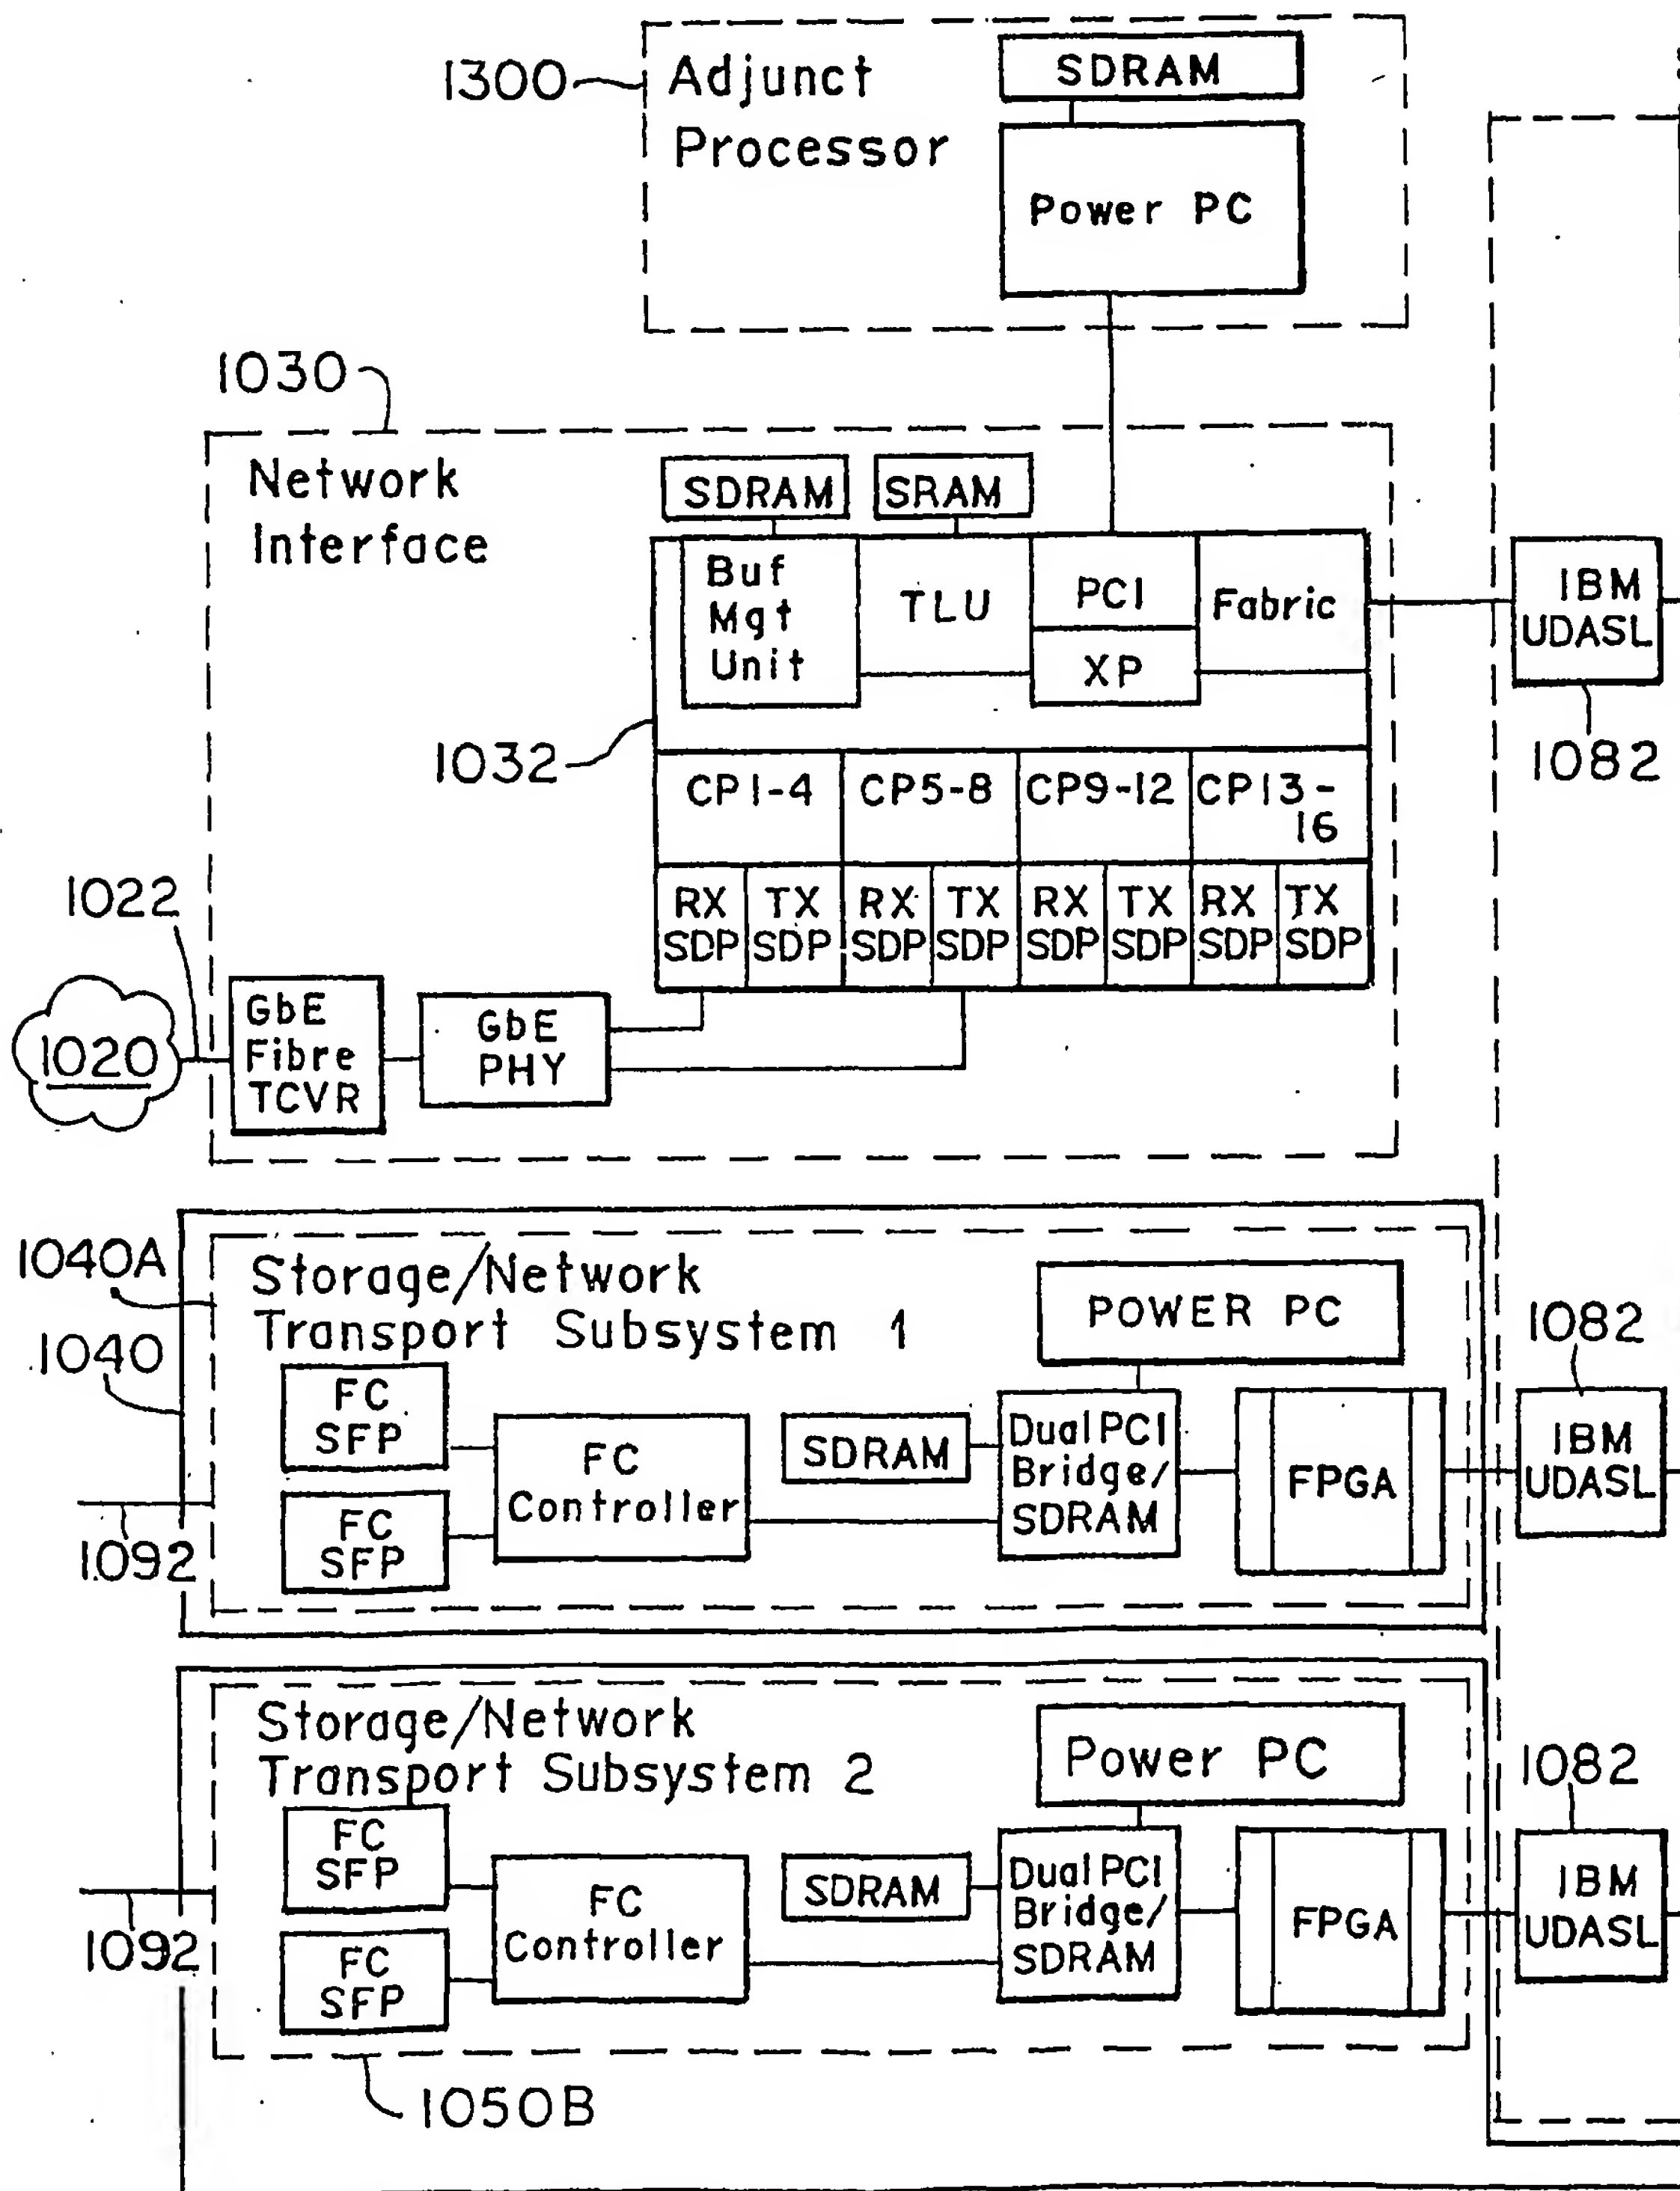 1300
Adjunct
Processor
SDRAM
Power PC
1030
Network
Interface
SDRAM
SRAM
Buf
Mgt
Unit
TLU
PCI
XP
Fabric
IBM
UDASL
1082
1032
CP1-4
CP5-8
CP9-12
CP13-
16
RX
SDP
TX
SDP
RX
SDP
TX
SDP
RX
SDP
TX
SDP
RX
SDP
TX
SDP
1022
1020
GbE
Fibre
TCVR
GbE
PHY
1040A
1040
Storage/Network
Transport Subsystem 1
POWER PC
FC
SFP
FC
SFP
FC
Controller
SDRAM
Dual PCI
Bridge/
SDRAM
FPGA
1082
IBM
UDASL
1092
Storage/Network
Transport Subsystem 2
Power PC
FC
SFP
FC
SFP
FC
Controller
SDRAM
Dual PCI
Bridge/
SDRAM
FPGA
1082
IBM
UDASL
1092
1050B